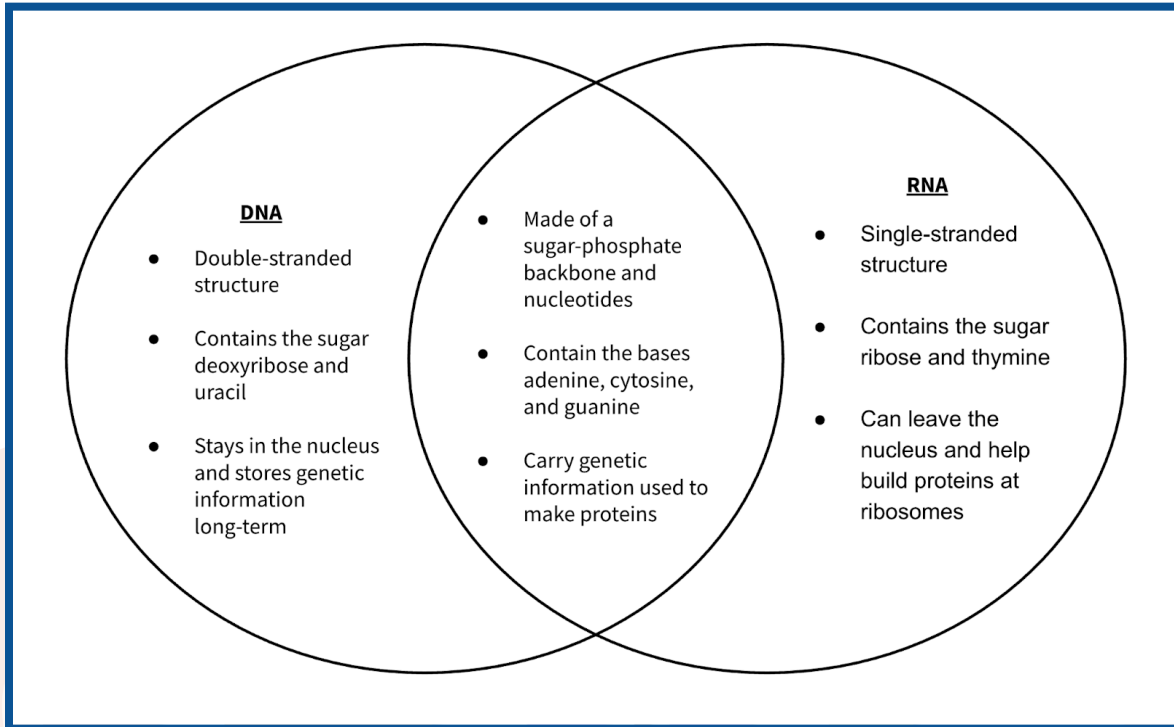 DNA
● Double-stranded
structure
● Contains the sugar
deoxyribose and
uracil
● Stays in the nucleus
and stores genetic
information
long-term
● Made of a
sugar-phosphate
backbone and
nucleotides
● Contain the bases
adenine, cytosine,
and guanine
● Carry genetic
information used to
make proteins
RNA
● Single-stranded
structure
● Contains the sugar
ribose and thymine
● Can leave the
nucleus and help
build proteins at
ribosomes